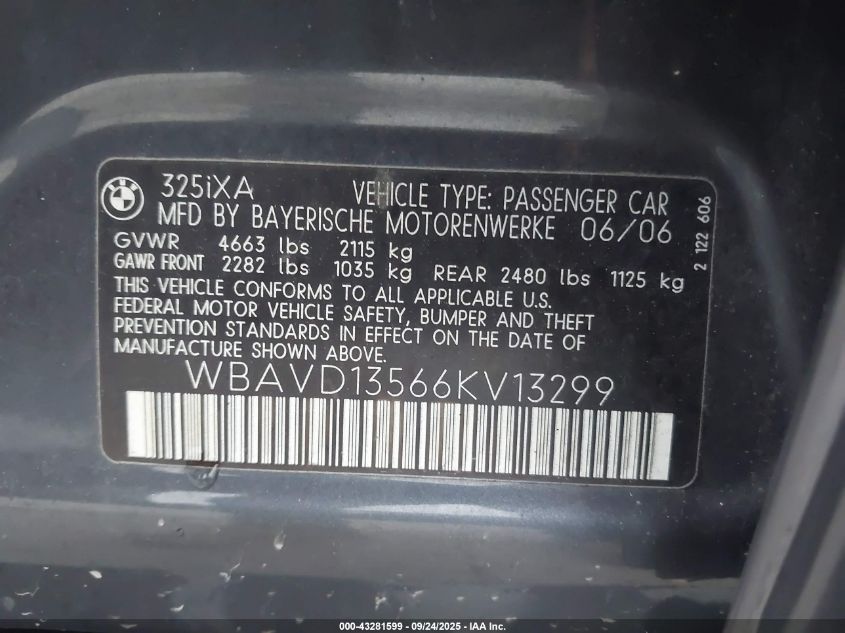 BMW
325iXA VEHICLE TYPE: PASSENGER CAR
MFD BY BAYERISCHE MOTORENWERKE 06/06
GVWR 4663 lbs 2115 kg
GAWR FRONT 2282 lbs 1035 kg REAR 2480 lbs 1125 kg
THIS VEHICLE CONFORMS TO ALL APPLICABLE U.S.
FEDERAL MOTOR VEHICLE SAFETY, BUMPER AND THEFT
PREVENTION STANDARDS IN EFFECT ON THE DATE OF
MANUFACTURE SHOWN ABOVE.
WBAVD13566KV13299
2 122 606
000-43281599 - 09/24/2025 - IAA Inc.